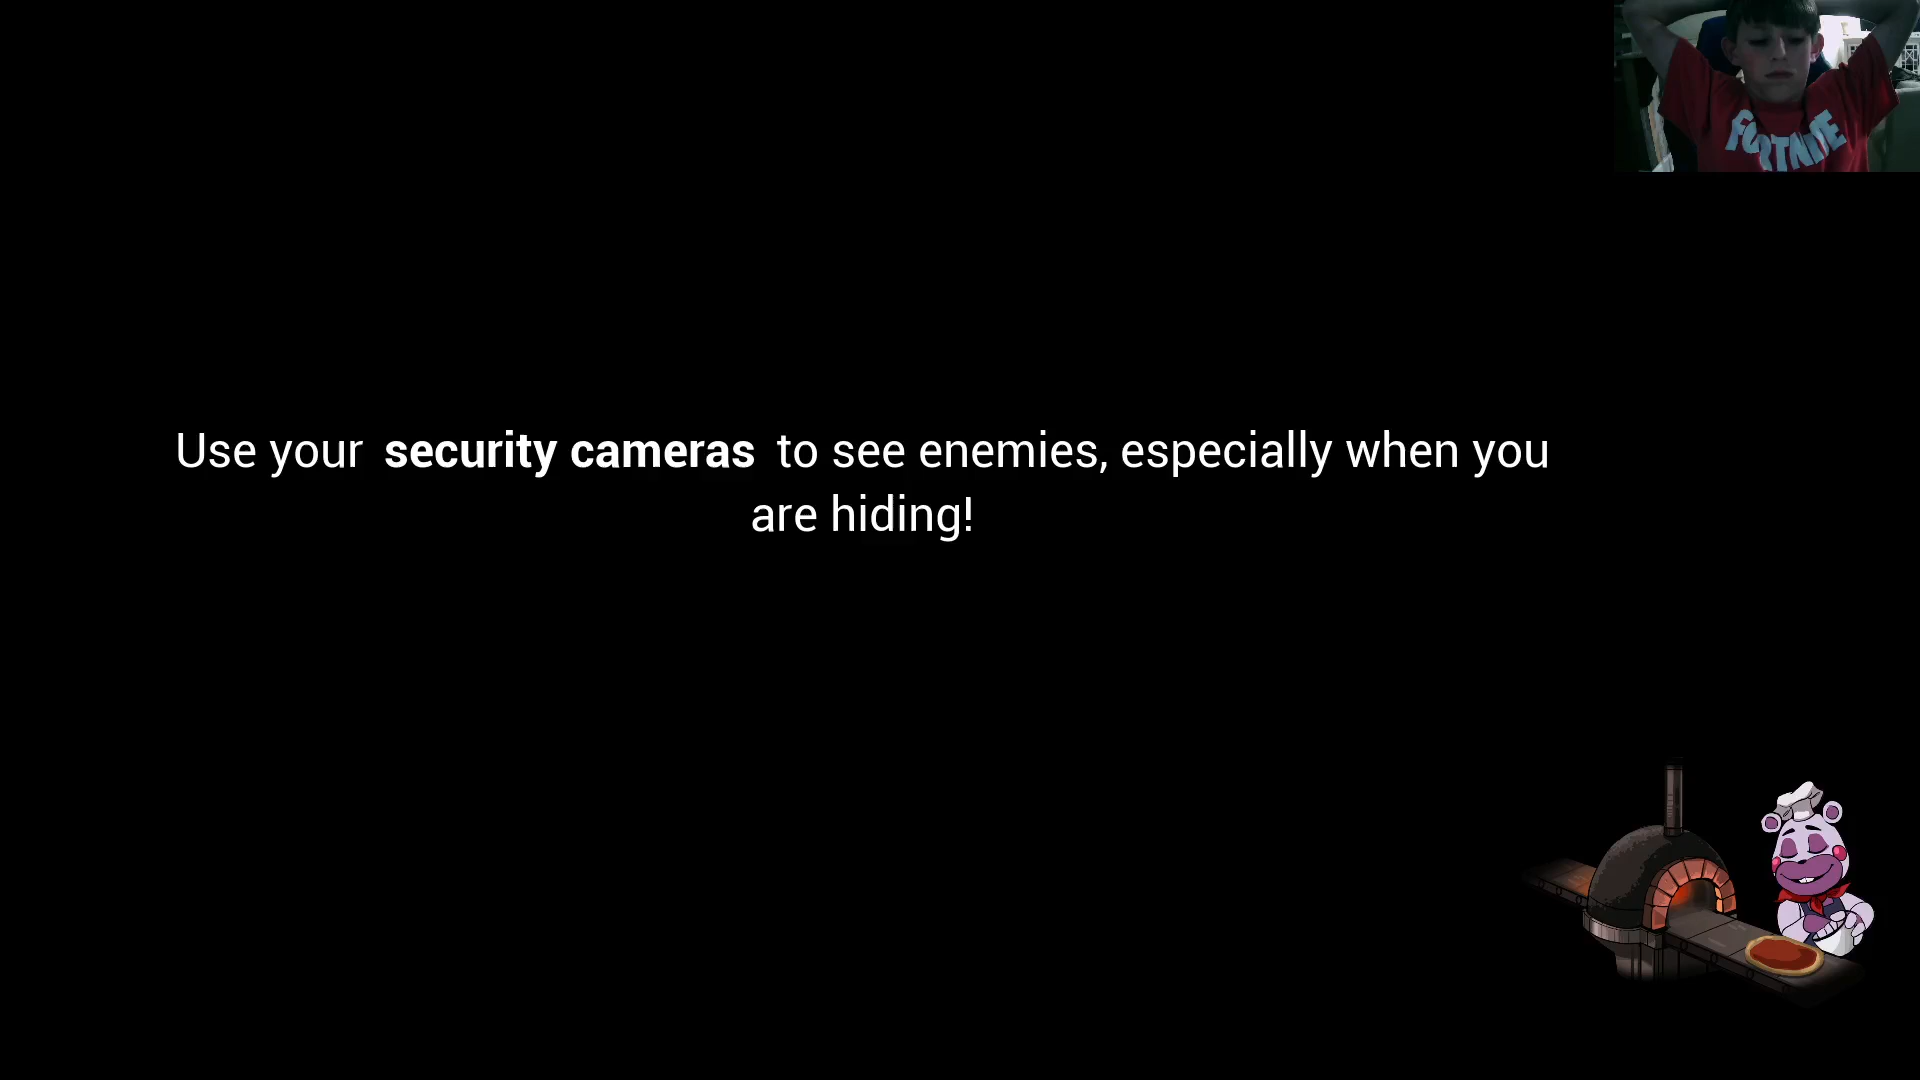 FORTNITE
Use your security cameras to see enemies, especially when you
are hiding!